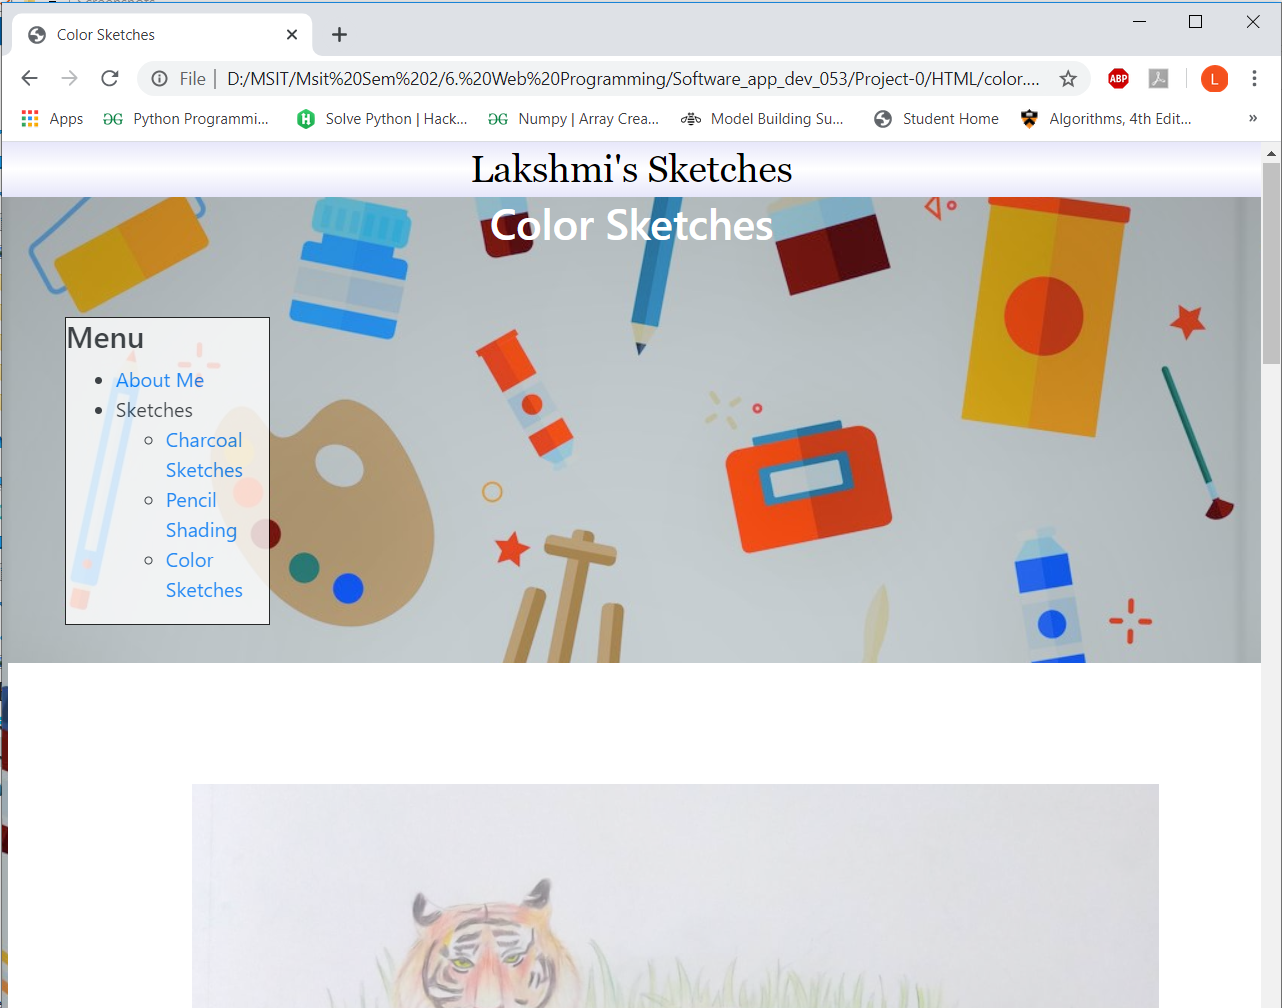 Color Sketches
File | D:/MSIT/Msit%20Sem%202/6.%20Web%20Programming/Software_app_dev_053/Project-0/HTML/color....
ABP
L
Apps
Python Programmi...
Solve Python | Hack...
Numpy | Array Crea...
Model Building Su...
Student Home
Algorithms, 4th Edit...
»
Lakshmi's Sketches
Color Sketches
Menu
About Me
Sketches
Charcoal
Sketches
Pencil
Shading
Color
Sketches